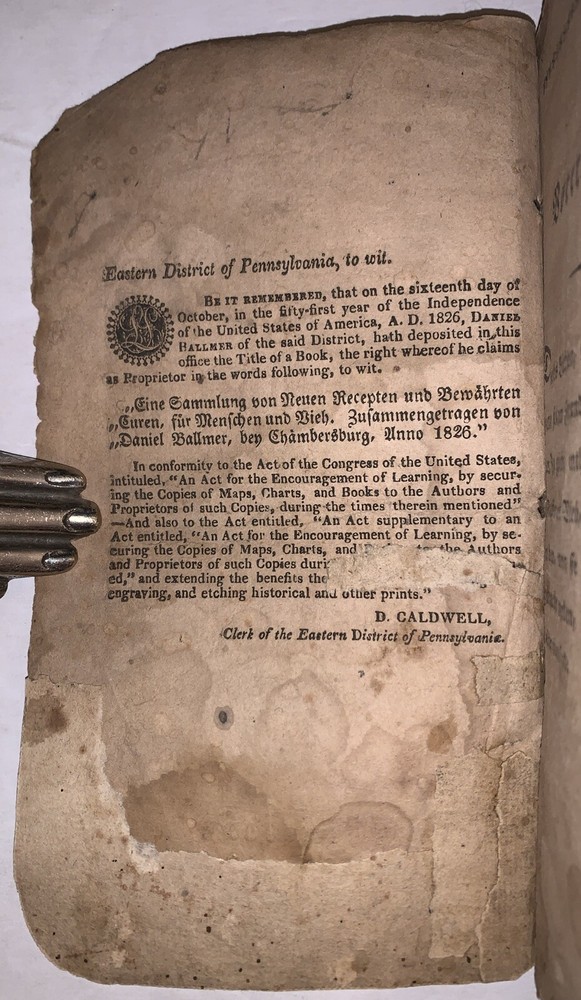 Eastern District of Pennsylvania, to wit.
BE IT REMEMBERED, that on the sixteenth day of
October, in the fifty-first year of the Independence
of the United States of America, A. D. 1826, DANIEL
BALLMER of the said District, hath deposited in this
office the Title of a Book, the right whereof he claims
as Proprietor in the words following, to wit.
„Eine Sammlung von Neuen Recepten und Bewährten
„Curen, für Menschen und Vieh. Zusammengetragen von
„Daniel Ballmer, bey Chambersburg, Anno 1826.”
In conformity to the Act of the Congress of the United States,
intituled, “An Act for the Encouragement of Learning, by secur-
ing the Copies of Maps, Charts, and Books to the Authors and
Proprietors of such Copies, during the times therein mentioned”
—And also to the Act entitled, “An Act supplementary to an
Act entitled, “An Act for the Encouragement of Learning, by se-
curing the Copies of Maps, Charts, and to the Authors
and Proprietors of such Copies
ed,” and extending the benefits
engraving, and etching historical and other prints.”
D. CALDWELL,
Clerk of the Eastern District of Pennsylvania.